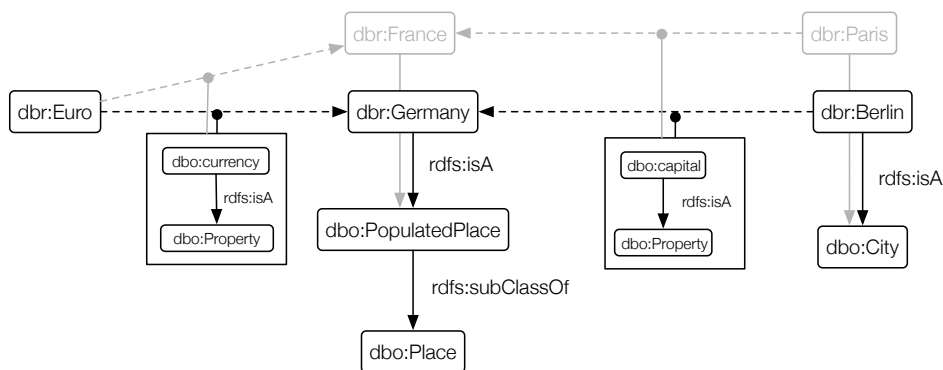 dbr:France
dbr:Paris
dbr:Euro
dbr:Germany
dbr:Berlin
dbo:currency
rdfs:isA
dbo:Property
rdfs:isA
dbo:capital
rdfs:isA
dbo:Property
rdfs:isA
dbo:PopulatedPlace
dbo:City
rdfs:subClassOf
dbo:Place